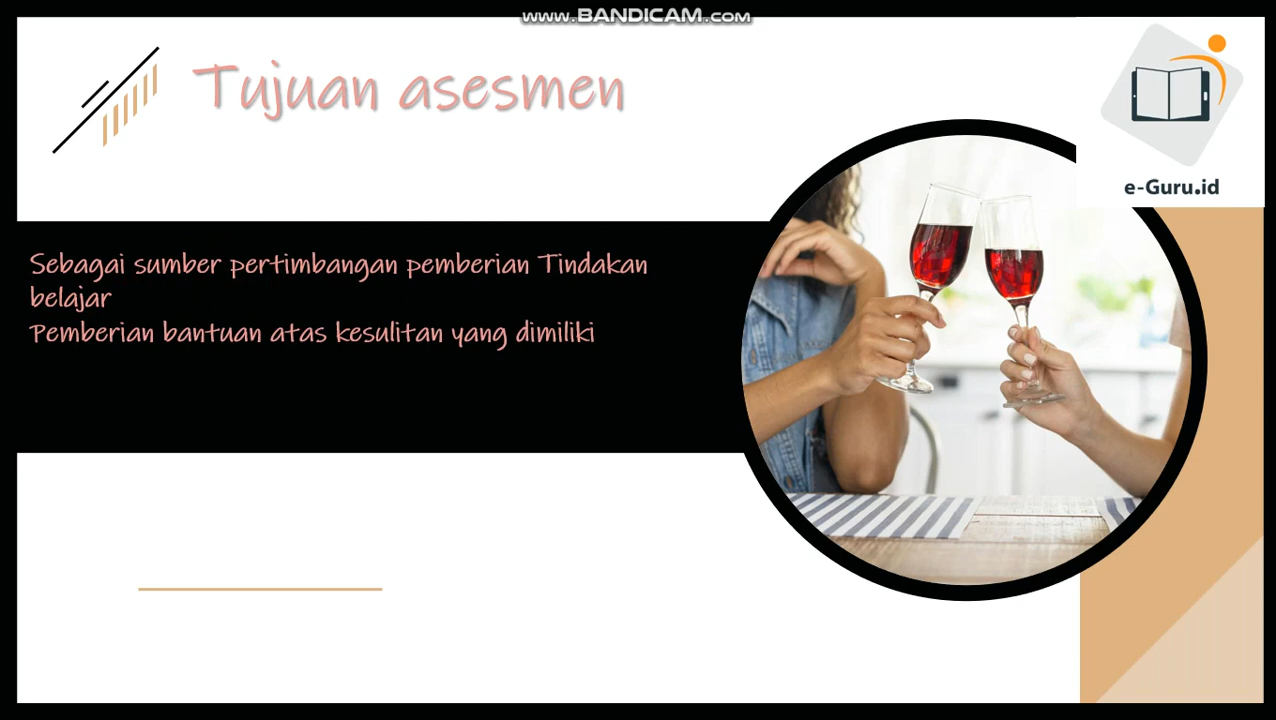 www.BANDICAM.com
Tujuan asesmen
e-Guru.id
Sebagai sumber pertimbangan pemberian Tindakan
belajar
Pemberian bantuan atas kesulitan yang dimiliki